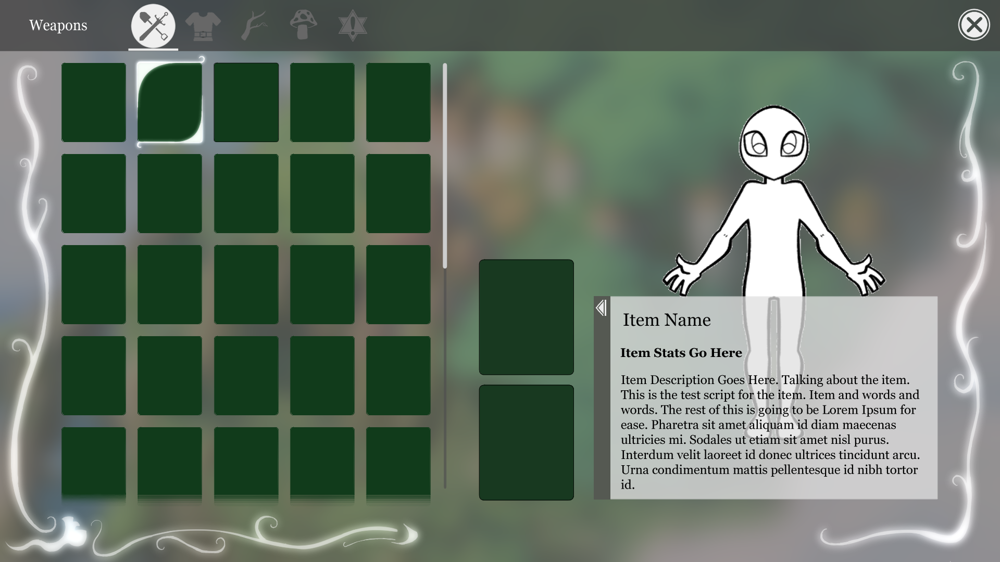 Weapons
Item Name
Item Stats Go Here
Item Description Goes Here. Talking about the item.
This is the test script for the item. Item and words and
words. The rest of this is going to be Lorem Ipsum for
ease. Pharetra sit amet aliquam id diam maecenas
ultricies mi. Sodales ut etiam sit amet nisl purus.
Interdum velit laoreet id donec ultrices tincidunt arcu.
Urna condimentum mattis pellentesque id nibh tortor
id.